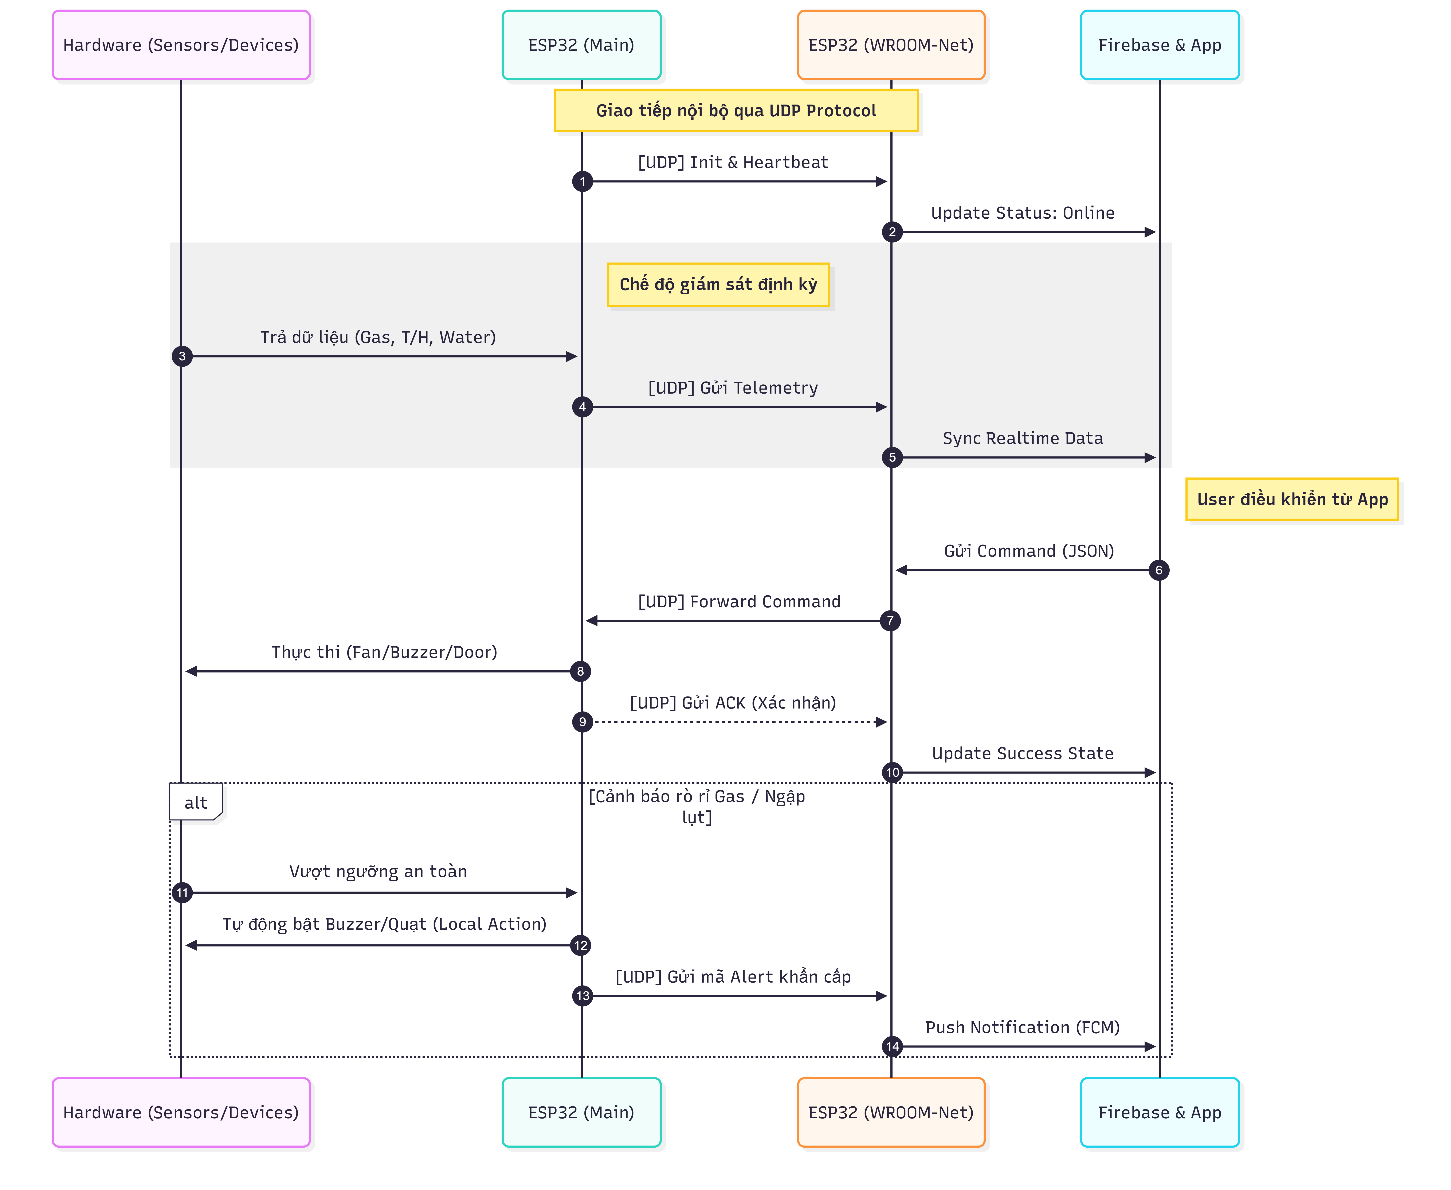 Hardware (Sensors/Devices)
ESP32 (Main)
ESP32 (WROOM-Net)
Firebase & App
Giao tiếp nội bộ qua UDP Protocol
[UDP] Init & Heartbeat
1
Update Status: Online
2
Chế độ giám sát định kỳ
Trả dữ liệu (Gas, T/H, Water)
3
[UDP] Gửi Telemetry
4
Sync Realtime Data
5
User điều khiển từ App
Gửi Command (JSON)
6
[UDP] Forward Command
7
Thực thi (Fan/Buzzer/Door)
8
[UDP] Gửi ACK (Xác nhận)
9
Update Success State
10
alt
[Cảnh báo rò rỉ Gas / Ngập
lụt]
Vượt ngưỡng an toàn
11
Tự động bật Buzzer/Quạt (Local Action)
12
[UDP] Gửi mã Alert khẩn cấp
13
Push Notification (FCM)
14
Hardware (Sensors/Devices)
ESP32 (Main)
ESP32 (WROOM-Net)
Firebase & App